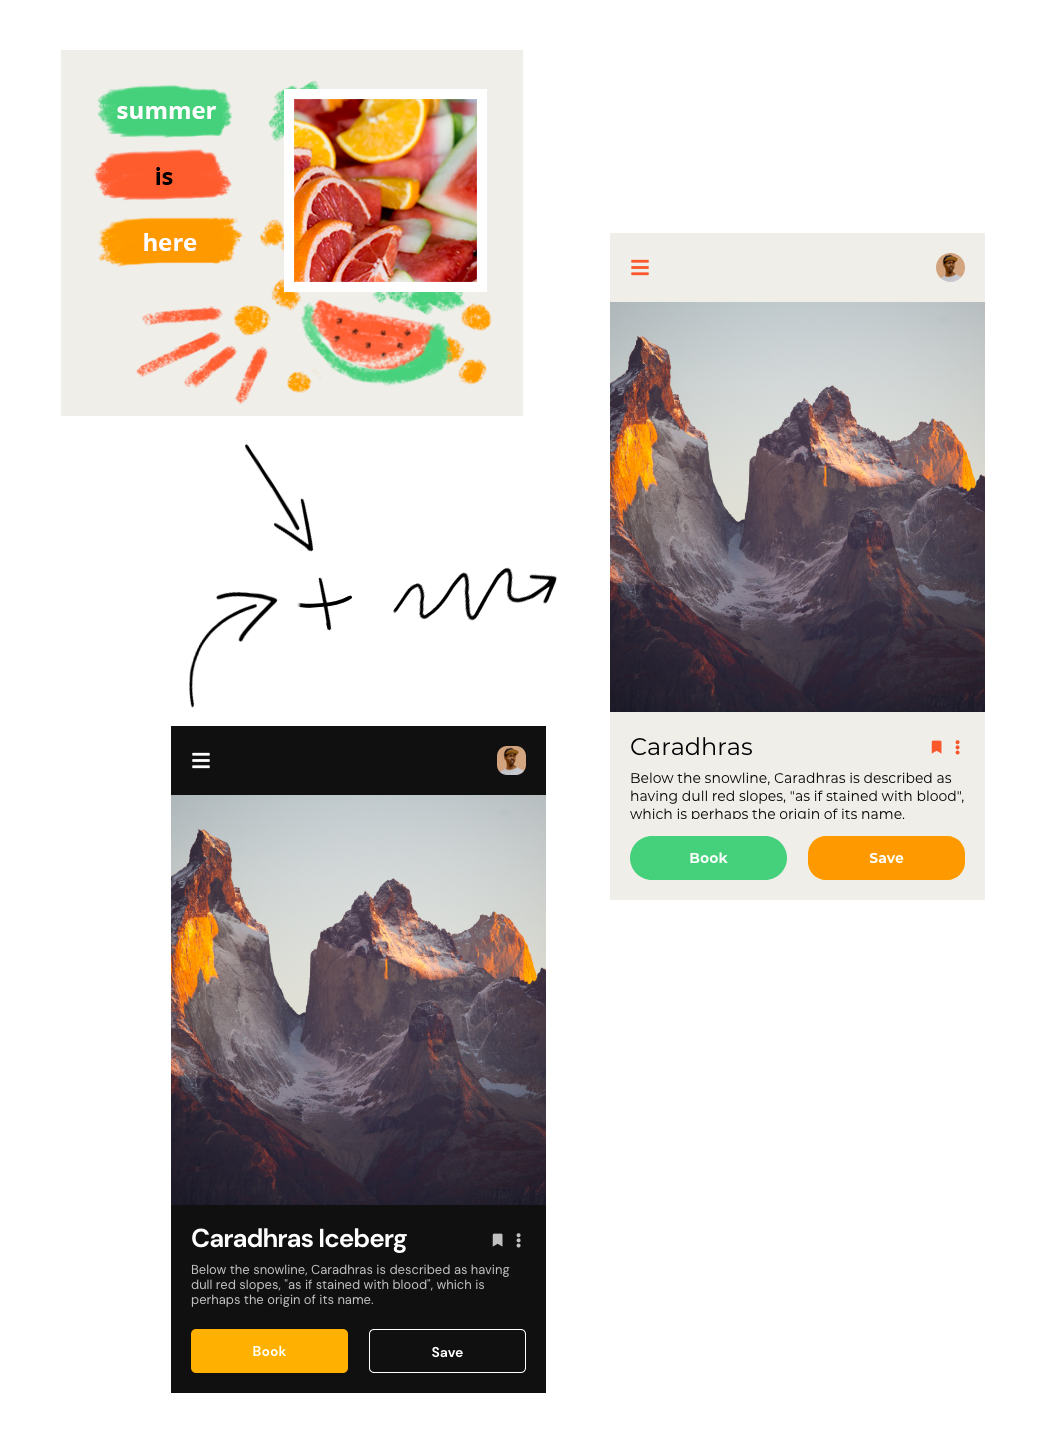 summer
is
here
Caradhras
Below the snowline, Caradhras is described as
having dull red slopes, "as if stained with blood",
which is perhaps the origin of its name.
Book
Save
Caradhras Iceberg
Below the snowline, Caradhras is described as having
dull red slopes, "as if stained with blood", which is
perhaps the origin of its name.
Book
Save